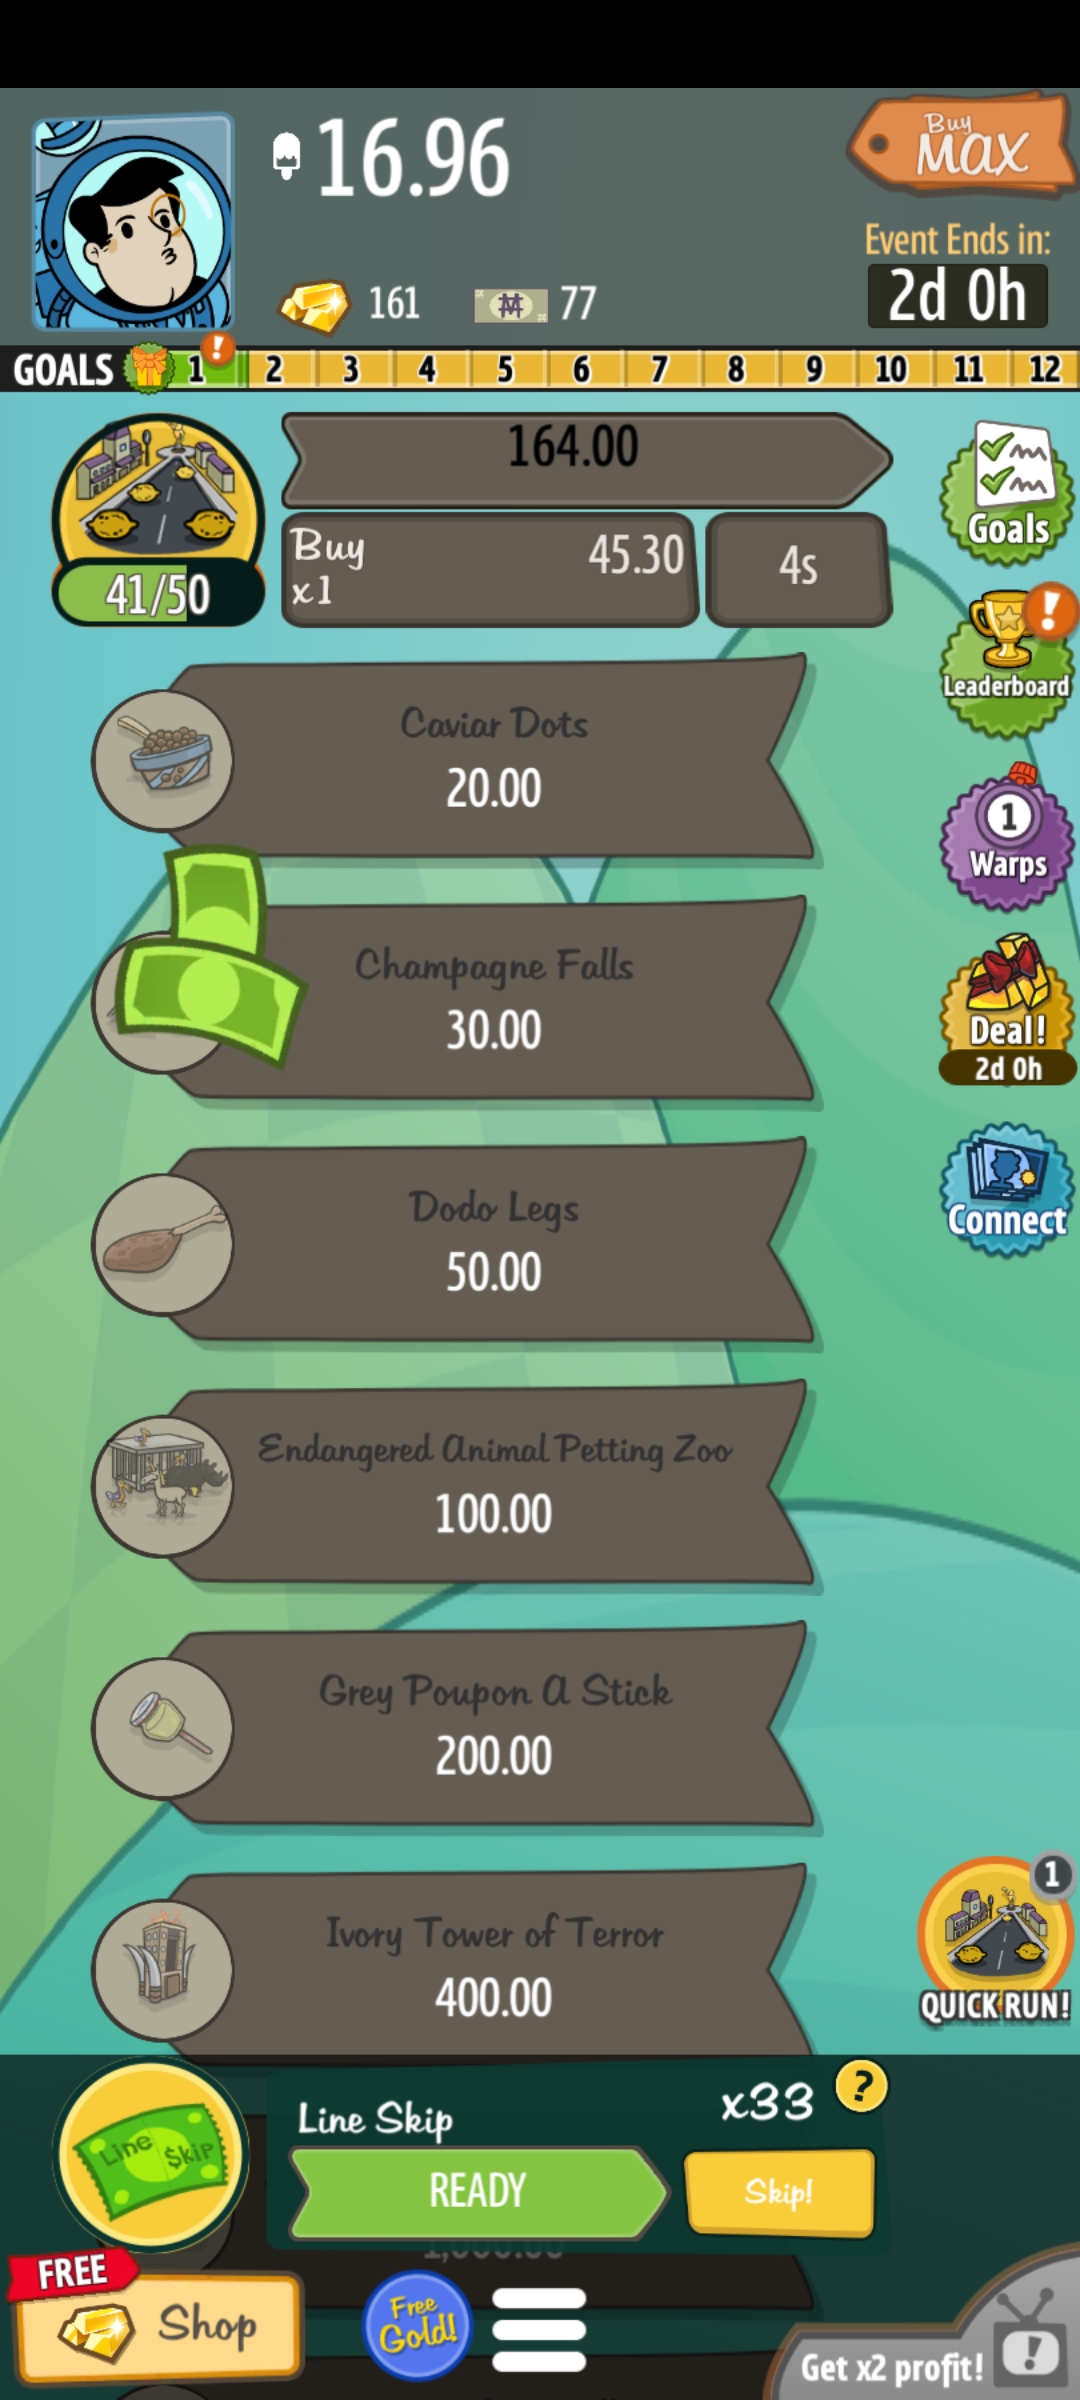 16.96
Buy
MAX
Event Ends in:
2d 0h
161
77
GOALS 1 2 3 4 5 6 7 8 9 10 11 12
164.00
Buy
x1
45.30
4s
41/50
Goals
Leaderboard
1
Warps
Deal!
2d 0h
Connect
Caviar Dots
20.00
Champagne Falls
30.00
Dodo Legs
50.00
Endangered Animal Petting Zoo
100.00
Grey Poupon A Stick
200.00
Ivory Tower of Terror
400.00
1
QUICK RUN!
Line $kip
Line Skip
x33
?
READY
Skip!
FREE
Shop
Free
Gold!
Get x2 profit!